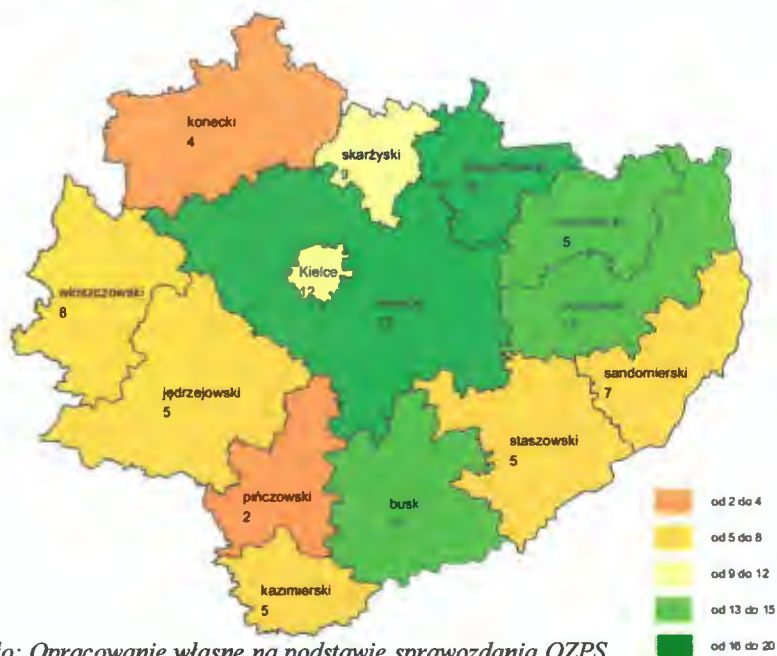 konecki
4
skarżyski
9
Kielce
12
włoszczowski
8
jędrzejowski
5
5
sandomierski
7
staszowski
5
pińczowski
2
busk
kazimierski
5
od 2 do 4
od 5 do 8
od 9 do 12
od 13 do 15
od 16 do 20
Opracowanie własne na podstawie sprawozdania OZPS